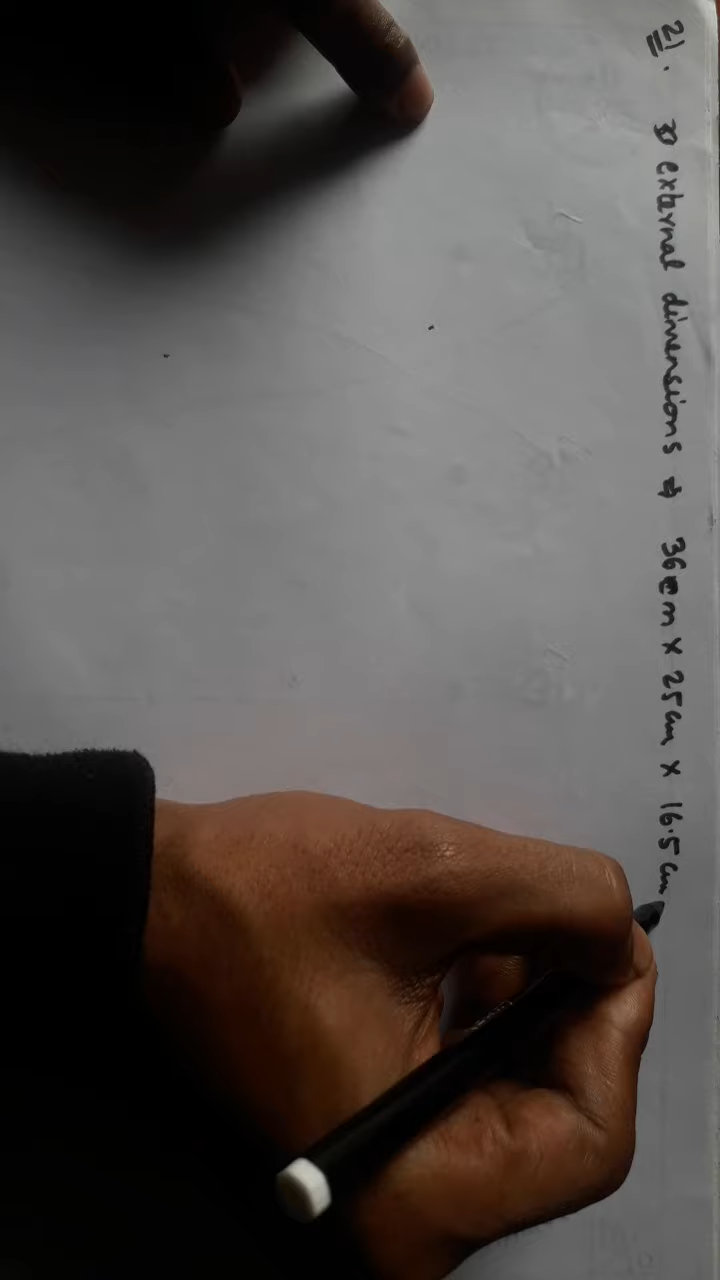 21. ⇒ external dimensions ⇒ 36cm × 25cm × 16.5cm